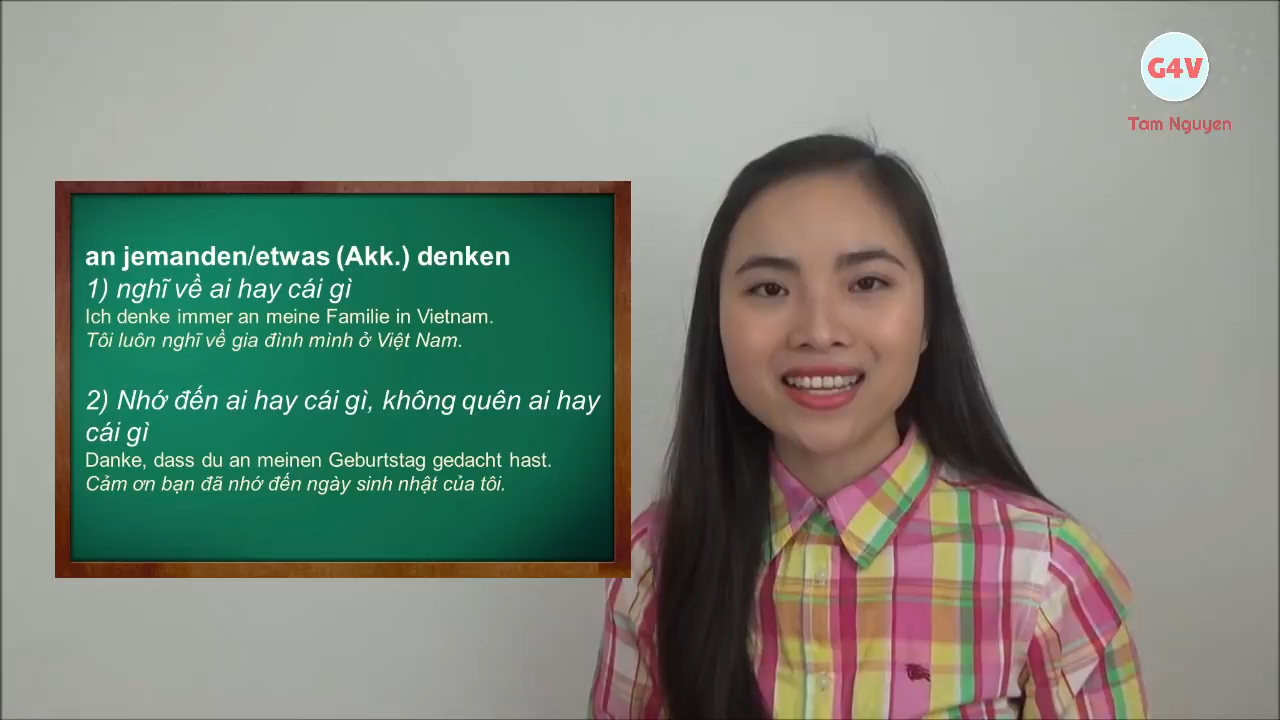 G4V
Tam Nguyen
an jemanden/etwas (Akk.) denken
1) nghĩ về ai hay cái gì
Ich denke immer an meine Familie in Vietnam.
Tôi luôn nghĩ về gia đình mình ở Việt Nam.
2) Nhớ đến ai hay cái gì, không quên ai hay
cái gì
Danke, dass du an meinen Geburtstag gedacht hast.
Cảm ơn bạn đã nhớ đến ngày sinh nhật của tôi.